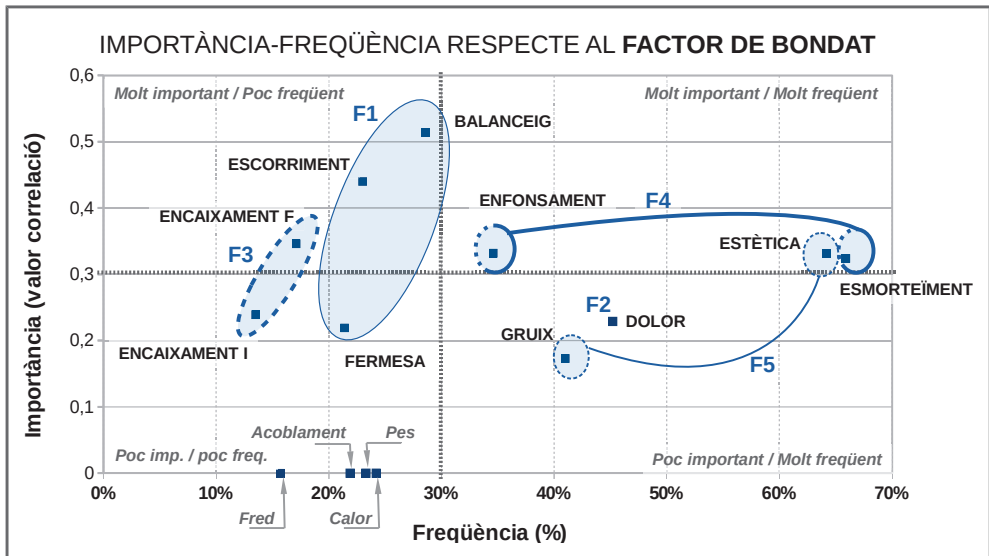 IMPORTÀNCIA-FREQÜÈNCIA RESPECTE AL FACTOR DE BONDAT
Importància (valor correlació)
0,6
0,5
0,4
0,3
0,2
0,1
0
Molt important / Poc freqüent
Molt important / Molt freqüent
F1
BALANCEIG
ESCORRIMENT
ENFONSAMENT
F4
ENCAIXAMENT F
ESTÈTICA
F3
ESMORTEÏMENT
F2
DOLOR
GRUIX
ENCAIXAMENT I
FERMESA
F5
Acoblament
Pes
Poc imp. / poc freq.
Poc important / Molt freqüent
0%
10%
20%
30%
40%
50%
60%
70%
Fred
Calor
Freqüència (%)